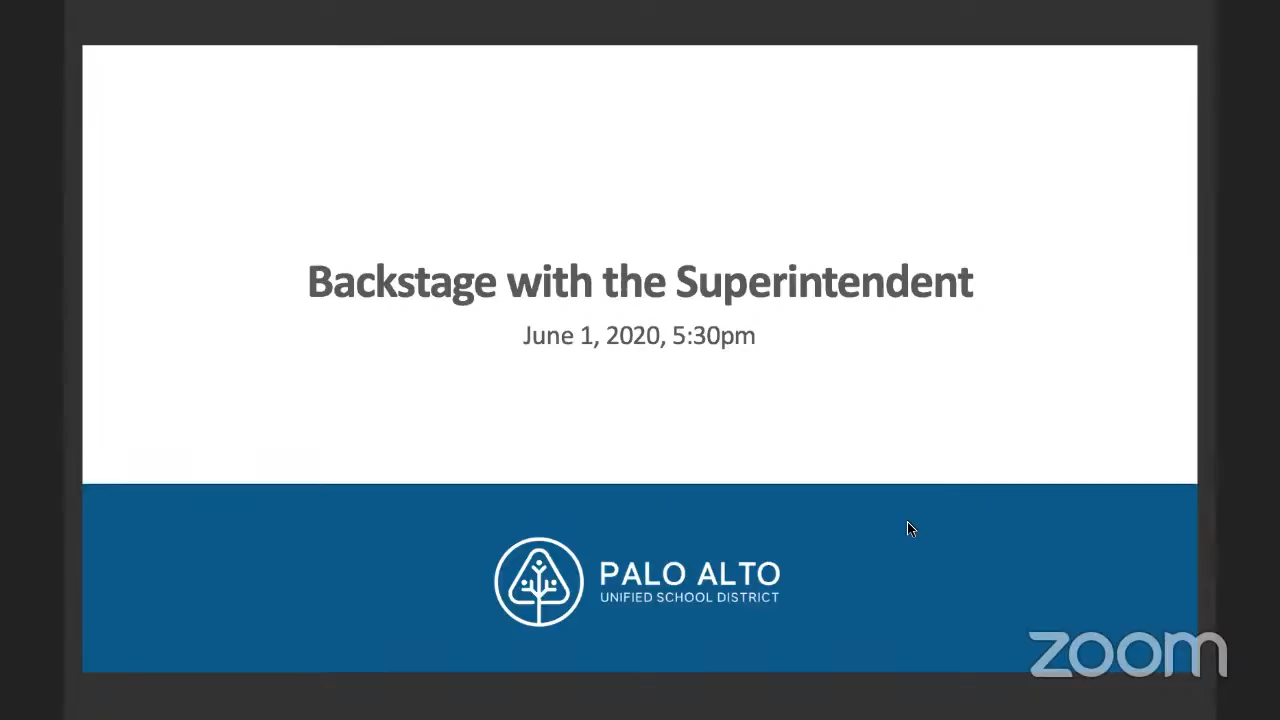 Backstage with the Superintendent
June 1, 2020, 5:30pm
PALO ALTO
UNIFIED SCHOOL DISTRICT
zoom